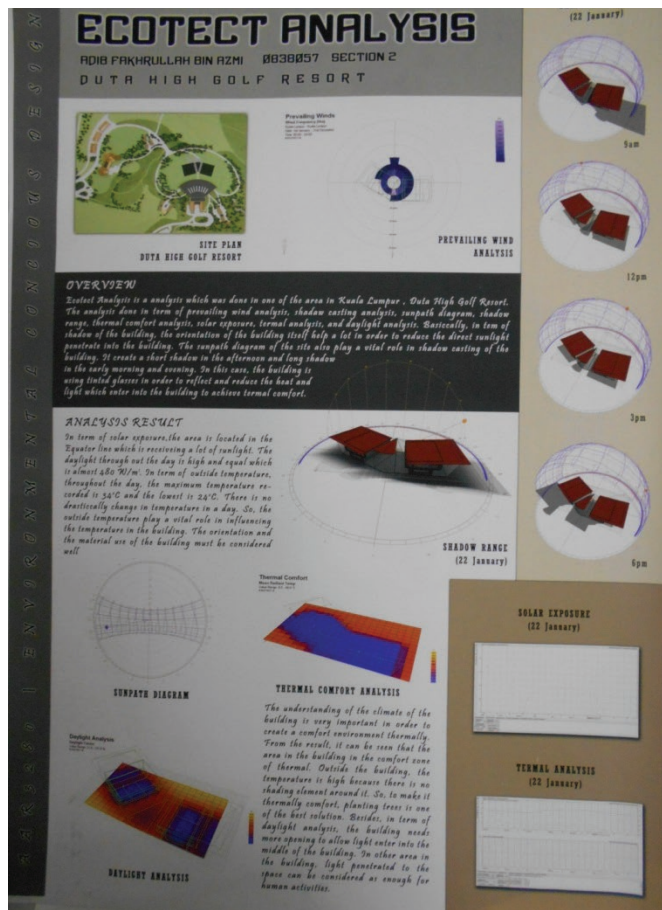 ECOTECT ANALYSIS
ADIB FAKHRULLAH BIN AZMI 0838057 SECTION 2
DUTA HIGH GOLF RESORT
Prevailing Winds
SITE PLAN
DUTA HIGH GOLF RESORT
PREVAILING WIND
ANALYSIS
OVERVIEW
Ecotect Analysis is a analysis which was done in one of the area in Kuala Lumpur , Duta High Golf Resort.
The analysis done in term of prevailing wind analysis, shadaw casting analysis, sunpath diagram, shadow
range, thermal comfort analysis, solar exposure, termal analysis, and daylight analysis. Basically, in tem of
shadow of the building, the orientation of the building itself help a lot in order to reduce the direct sunlight
penetrate into the building. The sunpath diagram of the site also play a vital role in shadow casting of the
building. It create a short shadow in the afternoon and long shadow
in the early morning and evening. In this case, the building is
using tinted glasses in order to reflect and reduce the heat and
light which enter into the building to achieve termal comfort.
ANALYSIS RESULT
In term of solar exposure,the area is located in the
Equator line which is receiveing a lot of sunlight. The
daylight through out the day is high and equal which
is almost 480 W/m². In term of outside temperature,
throughout the day, the maximum temperature re-
corded is 34°C and the lowest is 24°C. There is no
drastically change in temperature in a day. So, the
outside temperature play a vital role in influencing
the temperature in the building. The orientation and
the material use of the building must be considered
well
SHADOW RANGE
(22 January)
SUNPATH DIAGRAM
Thermal Comfort
THERMAL COMFORT ANALYSIS
The understanding of the climate of the
building is very important in order to
create a comfort environment thermally.
From the result, it can be seen that the
area in the building in the comfort zone
of thermal. Outside the building, the
temperature is high because there is no
shading element around it. So, to make it
thermally comfort, planting trees is one
of the best solution. Besides, in term of
daylight analysis, the building needs
more opening to allow light enter into the
middle of the building. In other area in
the building, light penetrated to the
space can be considered as enough for
human activities.
Daylight Analysis
DAYLIGHT ANALYSIS
(22 January)
9am
12pm
3pm
6pm
SOLAR EXPOSURE
(22 January)
TERMAL ANALYSIS
(22 January)
ENVIRONMENTAL CONCIOUS DESIGN